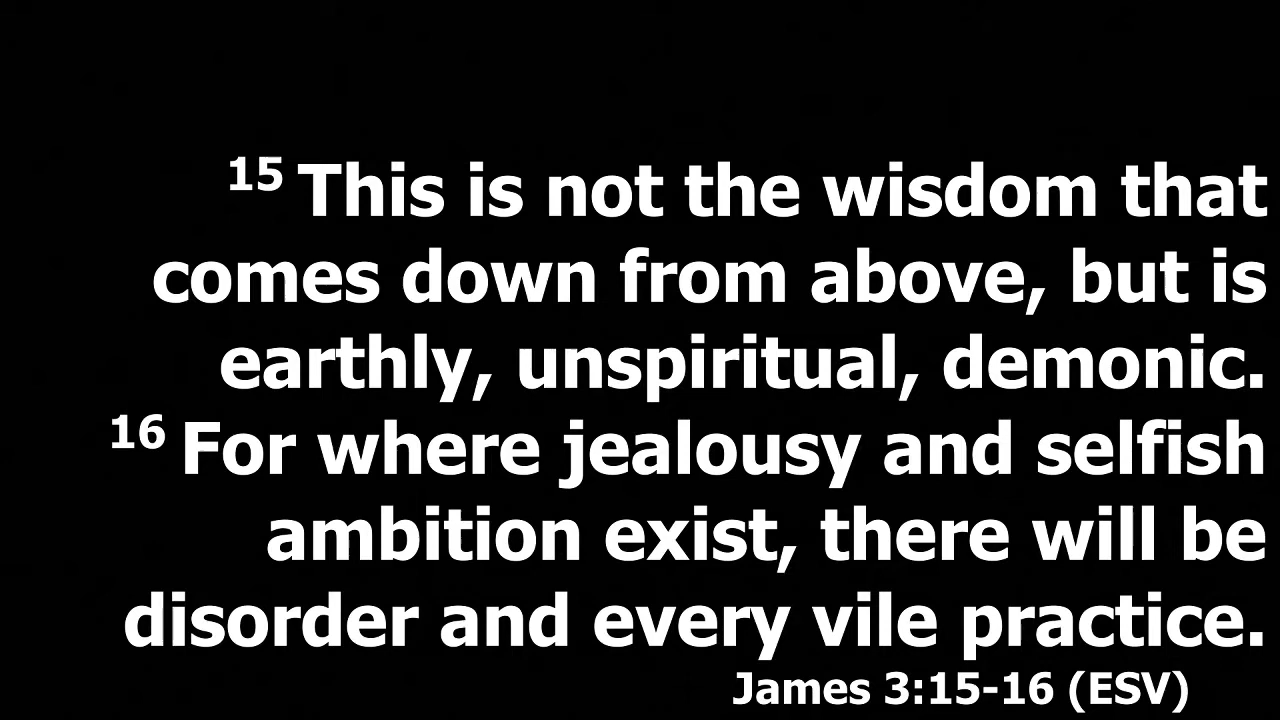 15 This is not the wisdom that
comes down from above, but is
earthly, unspiritual, demonic.
16 For where jealousy and selfish
ambition exist, there will be
disorder and every vile practice.
James 3:15-16 (ESV)